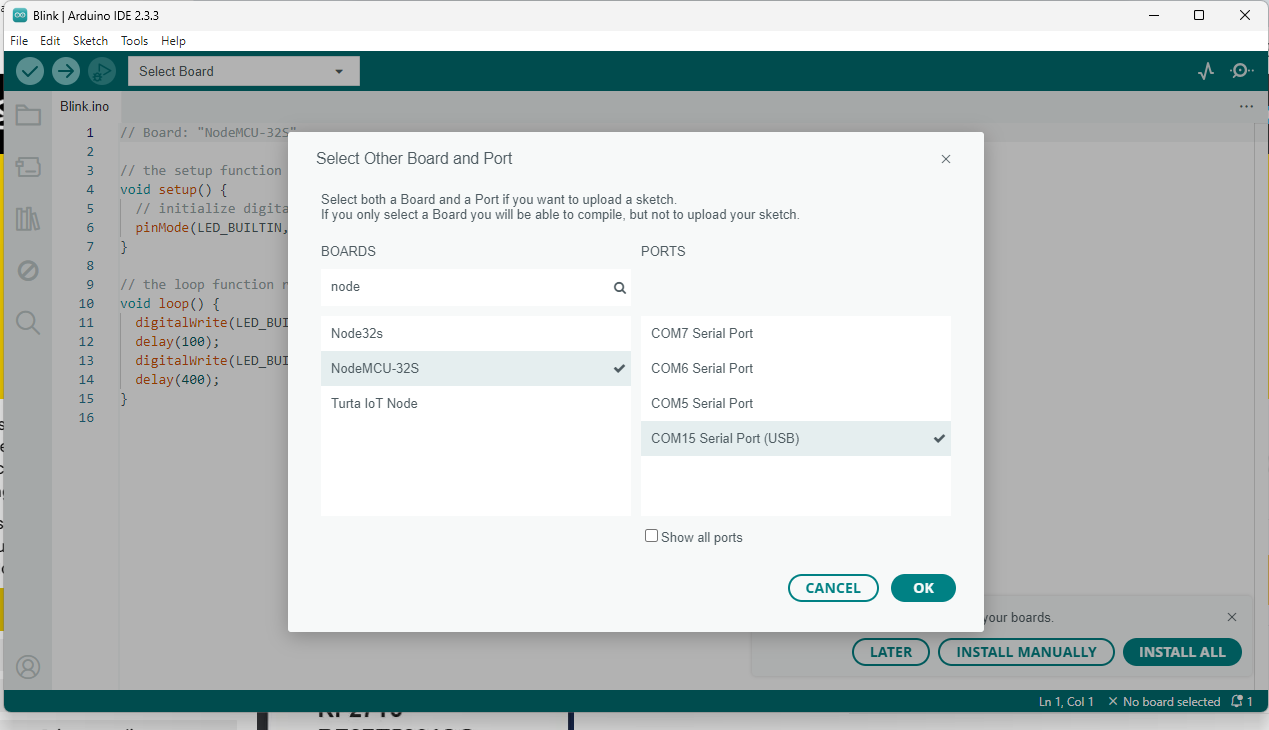 Blink | Arduino IDE 2.3.3
File Edit Sketch Tools Help
Select Board
Blink.ino
1 // Board: "NodeMCU-32S"
2
3 // the setup function
4 void setup() {
5 // initialize digita
6 pinMode(LED_BUILTIN,
7 }
8
9 // the loop function r
10 void loop() {
11 digitalWrite(LED_BUI
12 delay(100);
13 digitalWrite(LED_BUI
14 delay(400);
15 }
16
Select Other Board and Port
Select both a Board and a Port if you want to upload a sketch.
If you only select a Board you will be able to compile, but not to upload your sketch.
BOARDS
node
Node32s
NodeMCU-32S
Turta IoT Node
PORTS
COM7 Serial Port
COM6 Serial Port
COM5 Serial Port
COM15 Serial Port (USB)
Show all ports
CANCEL OK
your boards.
LATER INSTALL MANUALLY INSTALL ALL
Ln 1, Col 1 No board selected 1